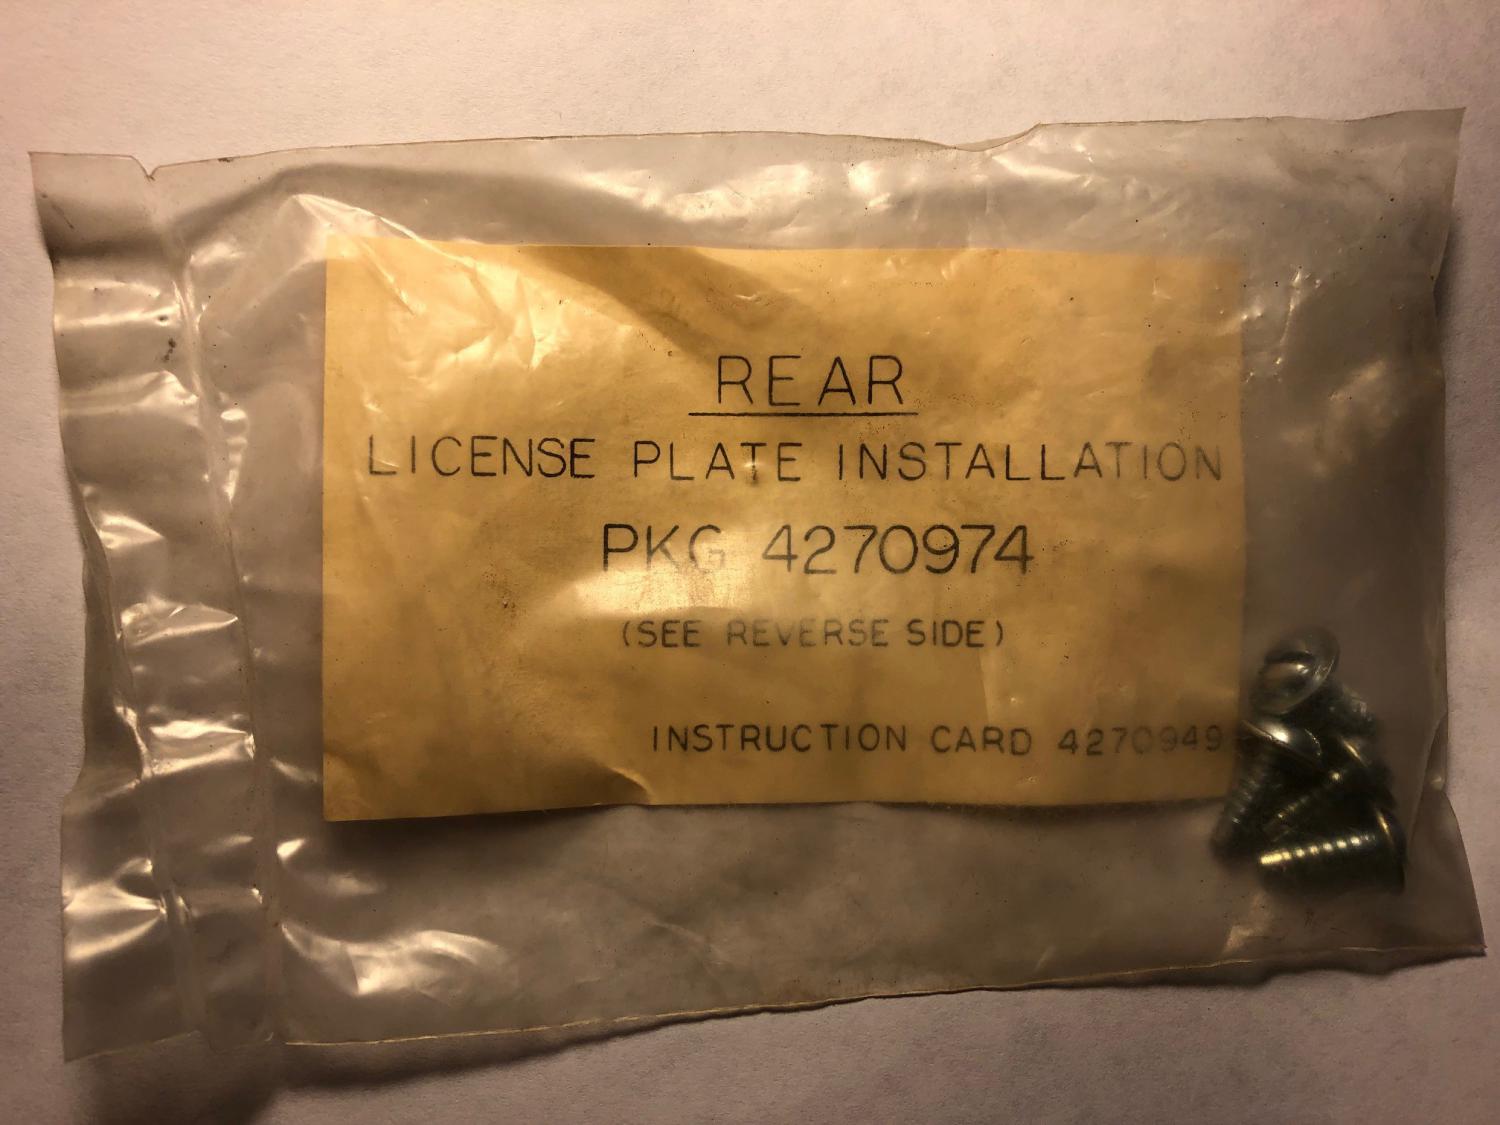 REAR
LICENSE PLATE INSTALLATION
PKG 4270974
(SEE REVERSE SIDE)
INSTRUCTION CARD 4270949